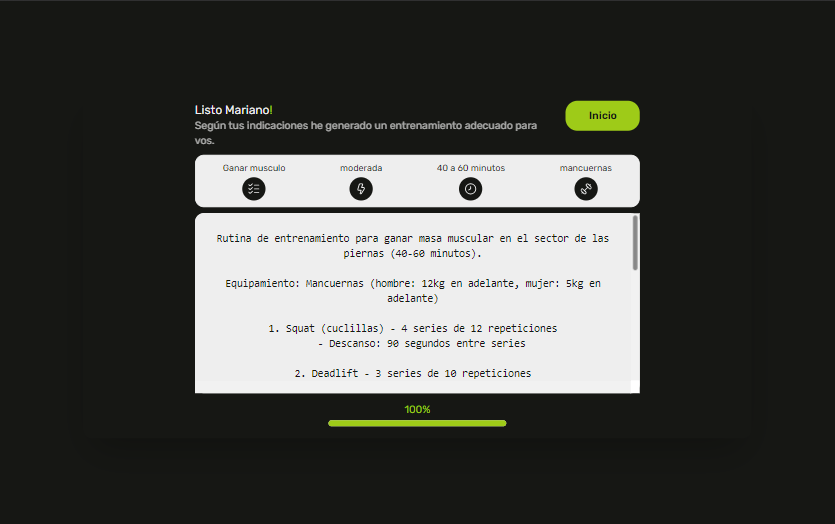 Listo Mariano!
Inicio
Según tus indicaciones he generado un entrenamiento adecuado para
vos.
Ganar musculo
moderada
40 a 60 minutos
mancuernas
Rutina de entrenamiento para ganar masa muscular en el sector de las
piernas (40-60 minutos).
Equipamiento: Mancuernas (hombre: 12kg en adelante, mujer: 5kg en
adelante)
1. Squat (cuclillas) - 4 series de 12 repeticiones
- Descanso: 90 segundos entre series
2. Deadlift - 3 series de 10 repeticiones
100%